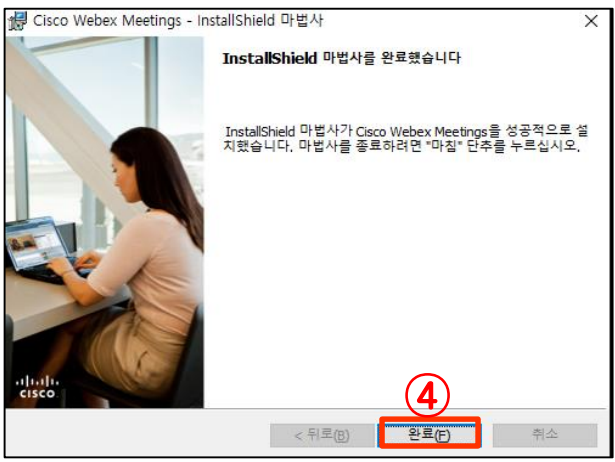 Cisco Webex Meetings - InstallShield 마법사
InstallShield 마법사를 완료했습니다
InstallShield 마법사가 Cisco Webex Meetings을 성공적으로 설
치했습니다. 마법사를 종료하려면 "마침" 단추를 누르십시오.
CISCO
④
< 뒤로(B) 완료(F) 취소